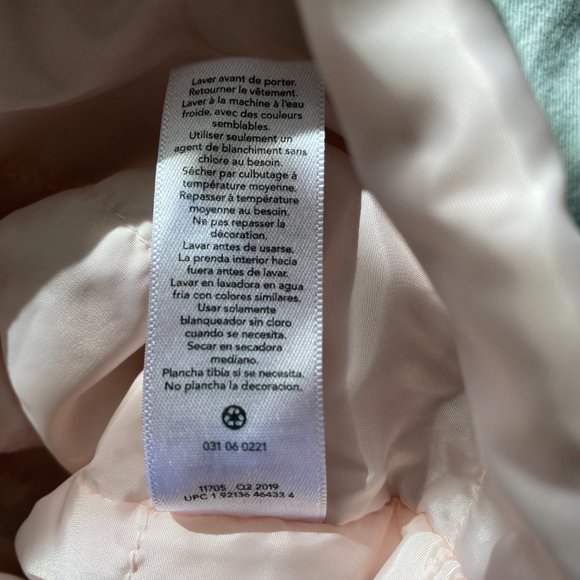 Laver avant de porter.
Retourner le vêtement.
Laver à la machine à l'eau
froide, avec des couleurs
semblables.
Utiliser seulement un
agent de blanchiment sans
chlore au besoin.
Sécher par culbutage à
température moyenne.
Repasser à température
moyenne au besoin.
Ne pas repasser la
décoration.
Lavar antes de usarse.
La prenda interior hacia
fuera antes de lavar.
Lavar en lavadora en agua
fria con colores similares.
Usar solamente
blanqueador sin cloro
cuando se necesita.
Secar en secadora
mediano.
Plancha tibia si se necesita.
No plancha la decoracion.
031 06 0221
11705 Q2 2019
UPC 1 92136 46433 4